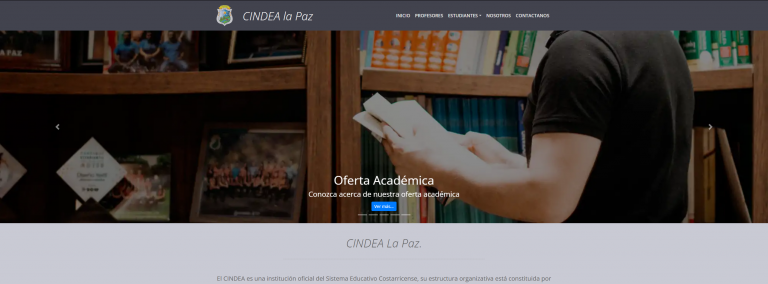 CINDEA la Paz
INICIO PROFESORES ESTUDIANTES NOSOTROS CONTACTANOS
Oferta Académica
Conozca acerca de nuestra oferta académica
Ver más...
CINDEA La Paz.
El CINDEA es una institución oficial del Sistema Educativo Costarricense, su estructura organizativa está constituida por